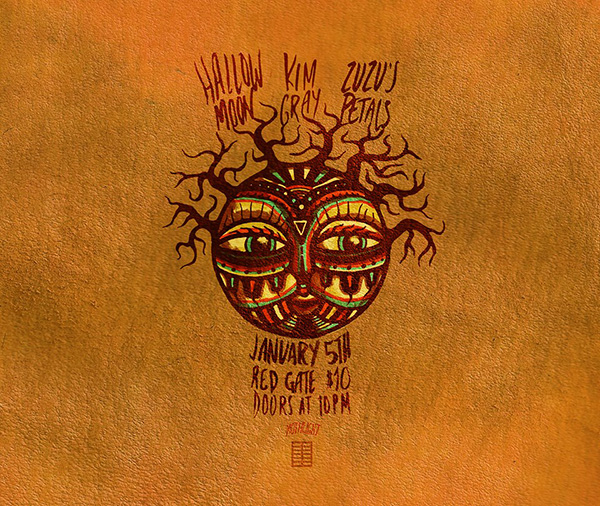 HALLOW MOON
KIM GRAY
ZUZU'S PETALS
JANUARY 5TH
RED GATE $10
DOORS AT 10PM